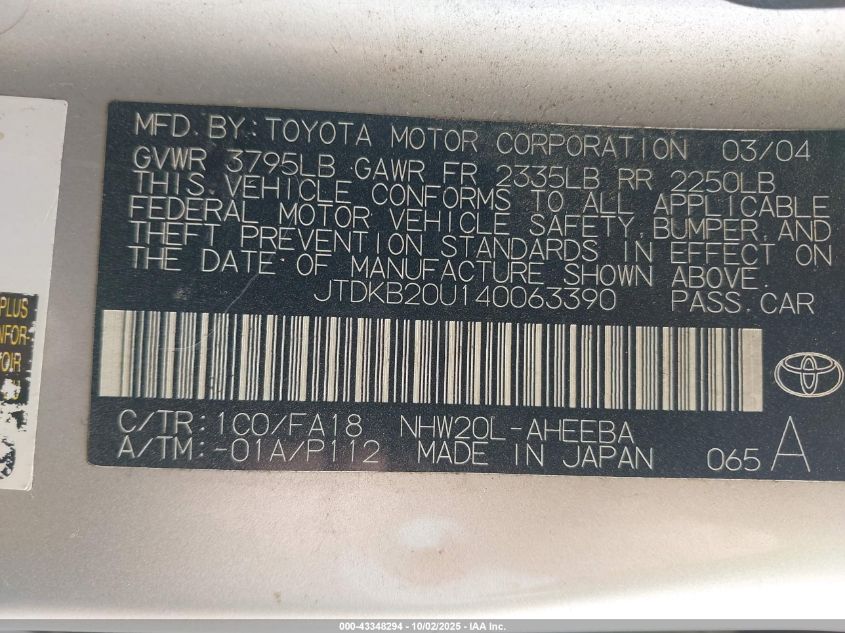 MFD. BY: TOYOTA MOTOR CORPORATION 03/04
GVWR 3795LB GAWR FR 2335LB RR 2250LB
THIS VEHICLE CONFORMS TO ALL APPLICABLE
FEDERAL MOTOR VEHICLE SAFETY, BUMPER, AND
THEFT PREVENTION STANDARDS IN EFFECT ON
THE DATE OF MANUFACTURE SHOWN ABOVE.
JTDKB20U140063390 PASS. CAR
C/TR: 1C0/FA18 NHW20L-AHEEBA
A/TM: -01A/P112 MADE IN JAPAN 065 A
PLUS
NFOR-
OIR
000-43348294 - 10/02/2025 - IAA Inc.